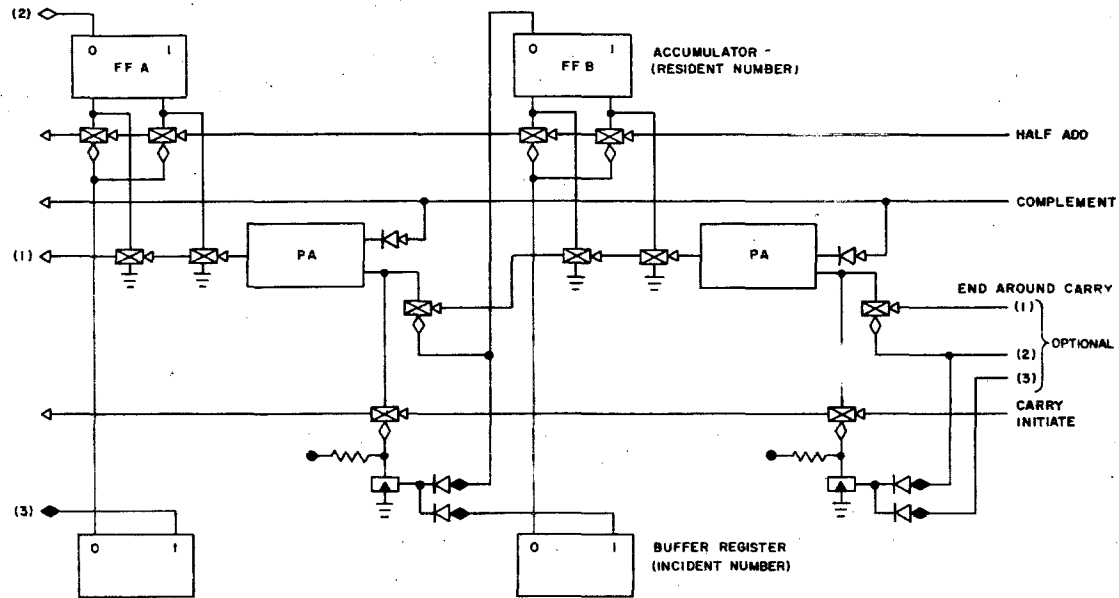 (2)
0 1
FF A
0 1
FF B
ACCUMULATOR -
(RESIDENT NUMBER)
HALF ADD
COMPLEMENT
(1)
PA
PA
END AROUND CARRY
(1)
(2)
(3)
OPTIONAL
CARRY
INITIATE
(3)
0 1
0 1
BUFFER REGISTER
(INCIDENT NUMBER)